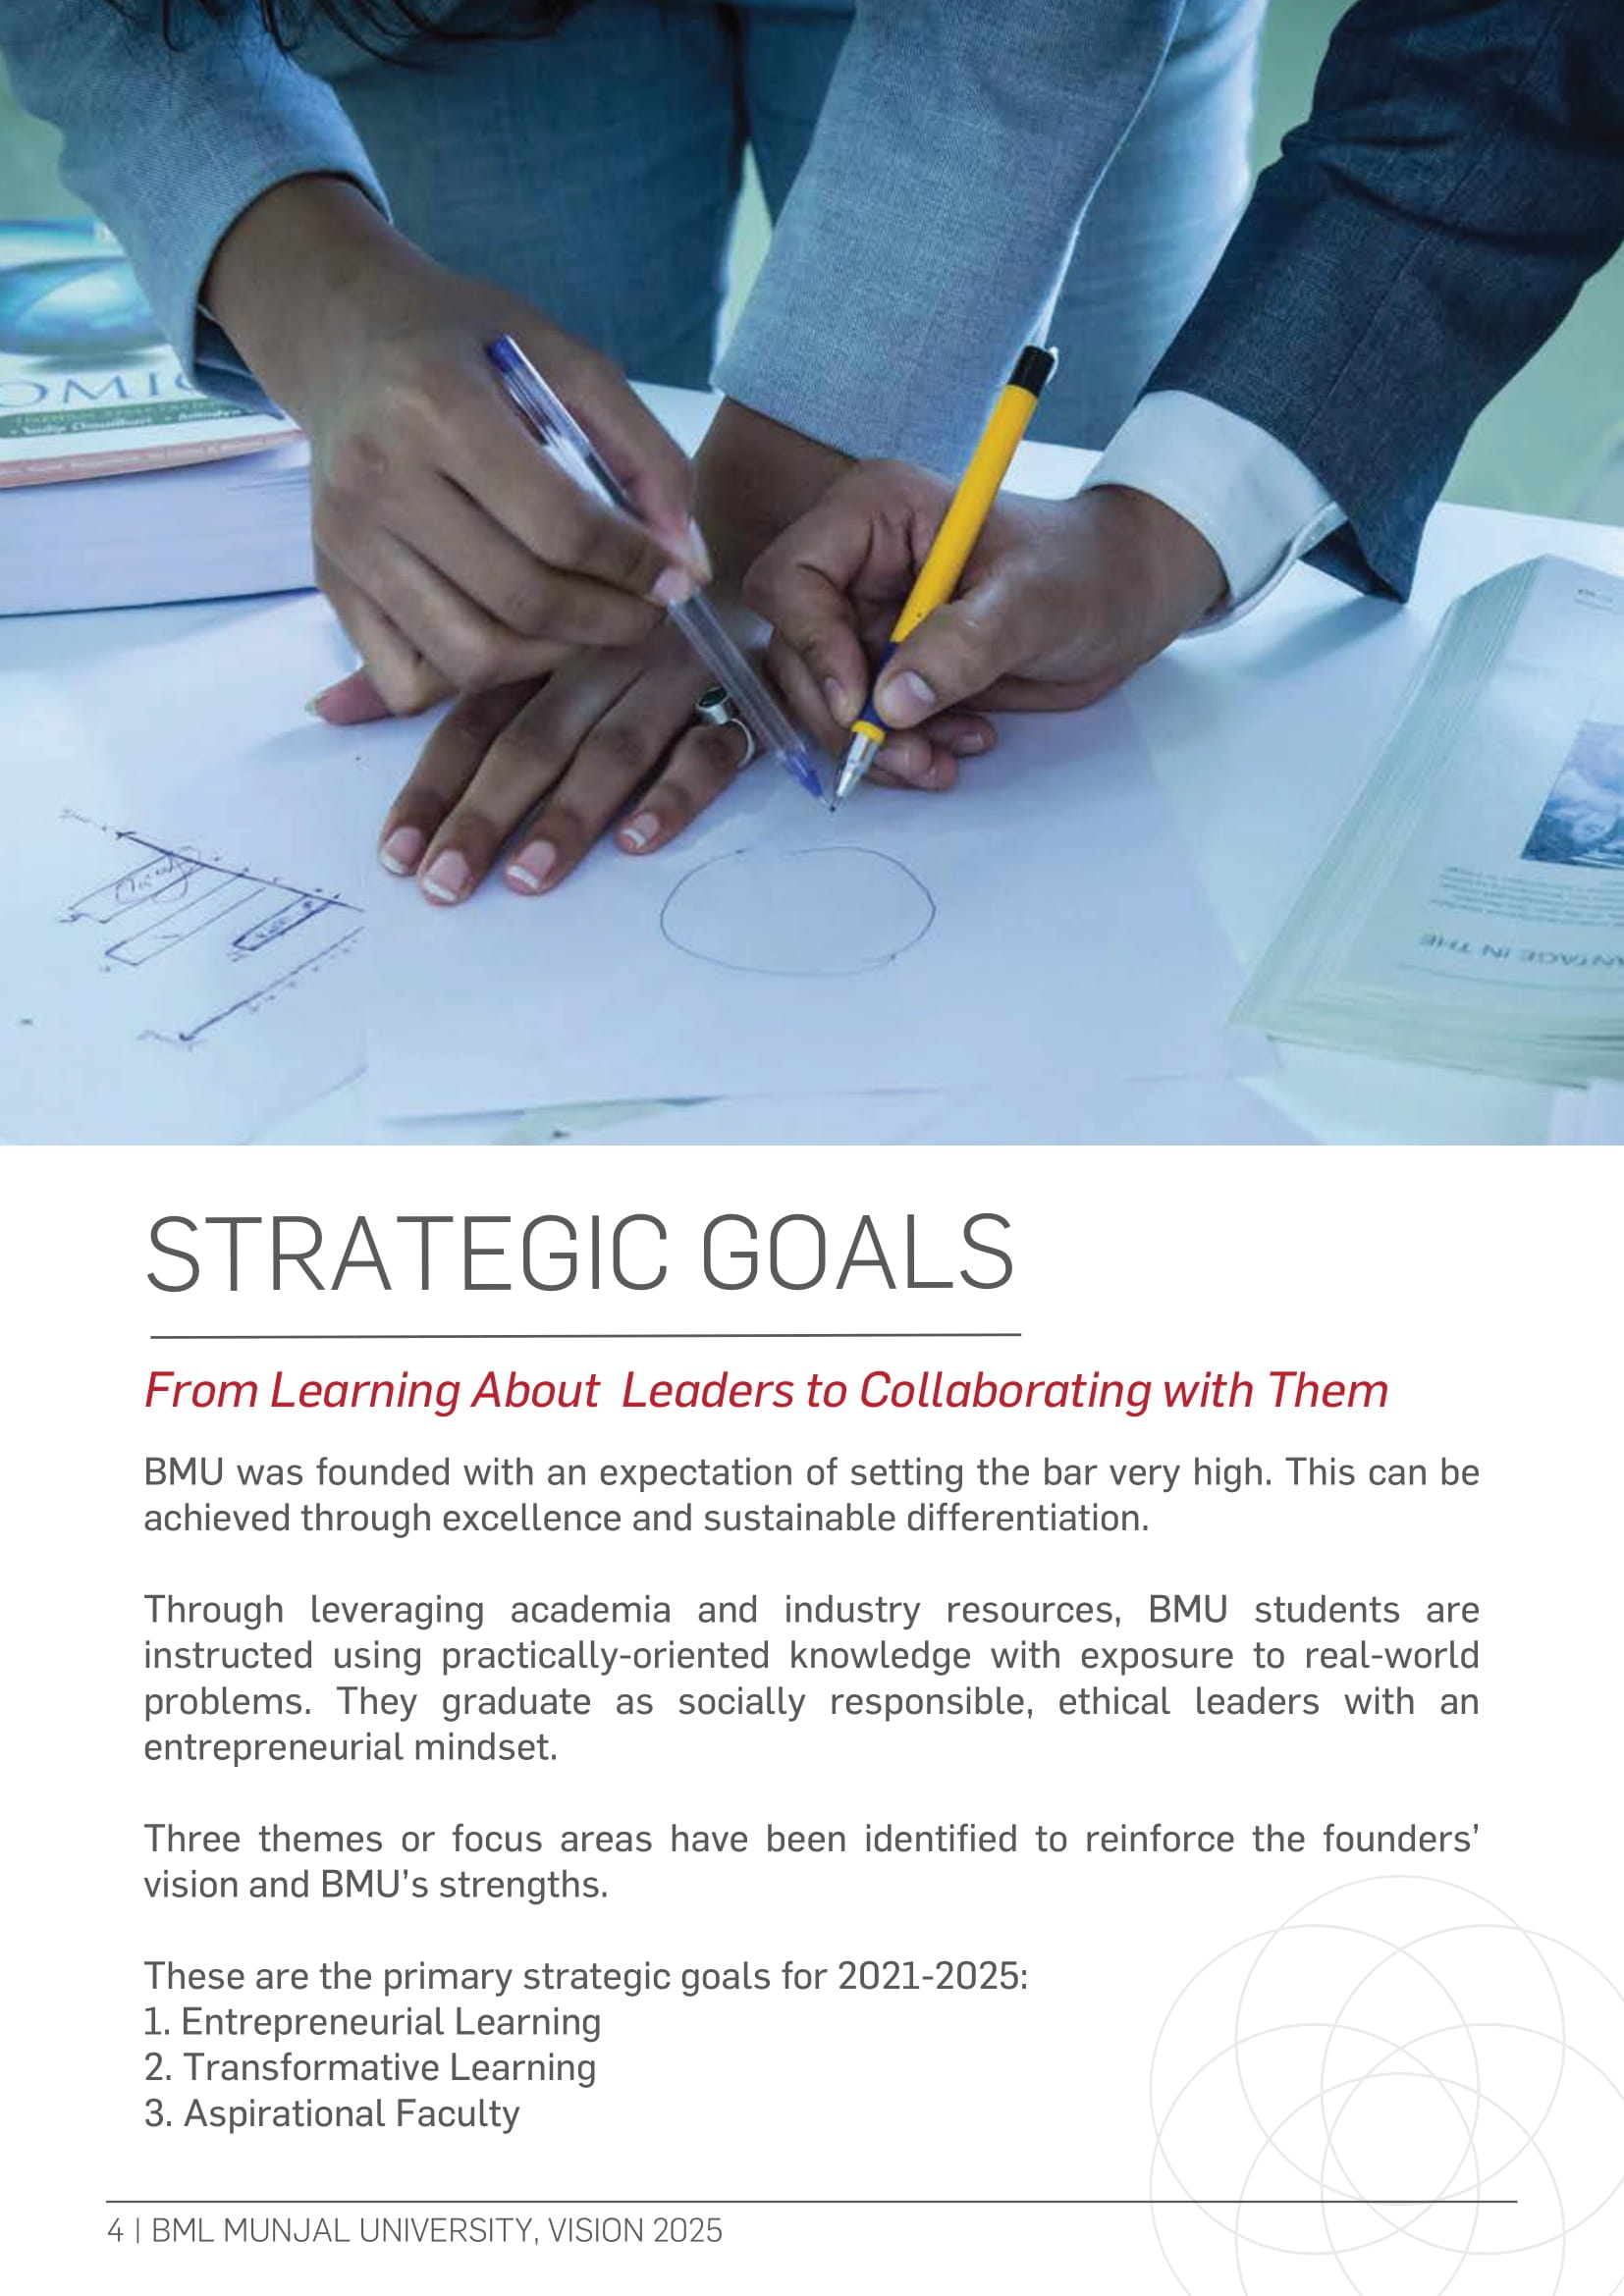 OMIC
STRATEGIC GOALS
From Learning About Leaders to Collaborating with Them
BMU was founded with an expectation of setting the bar very high. This can be
achieved through excellence and sustainable differentiation.
Through leveraging academia and industry resources, BMU students are
instructed using practically-oriented knowledge with exposure to real-world
problems. They graduate as socially responsible, ethical leaders with an
entrepreneurial mindset.
Three themes or focus areas have been identified to reinforce the founders'
vision and BMU's strengths.
These are the primary strategic goals for 2021-2025:
1. Entrepreneurial Learning
2. Transformative Learning
3. Aspirational Faculty
4 | BML MUNJAL UNIVERSITY, VISION 2025